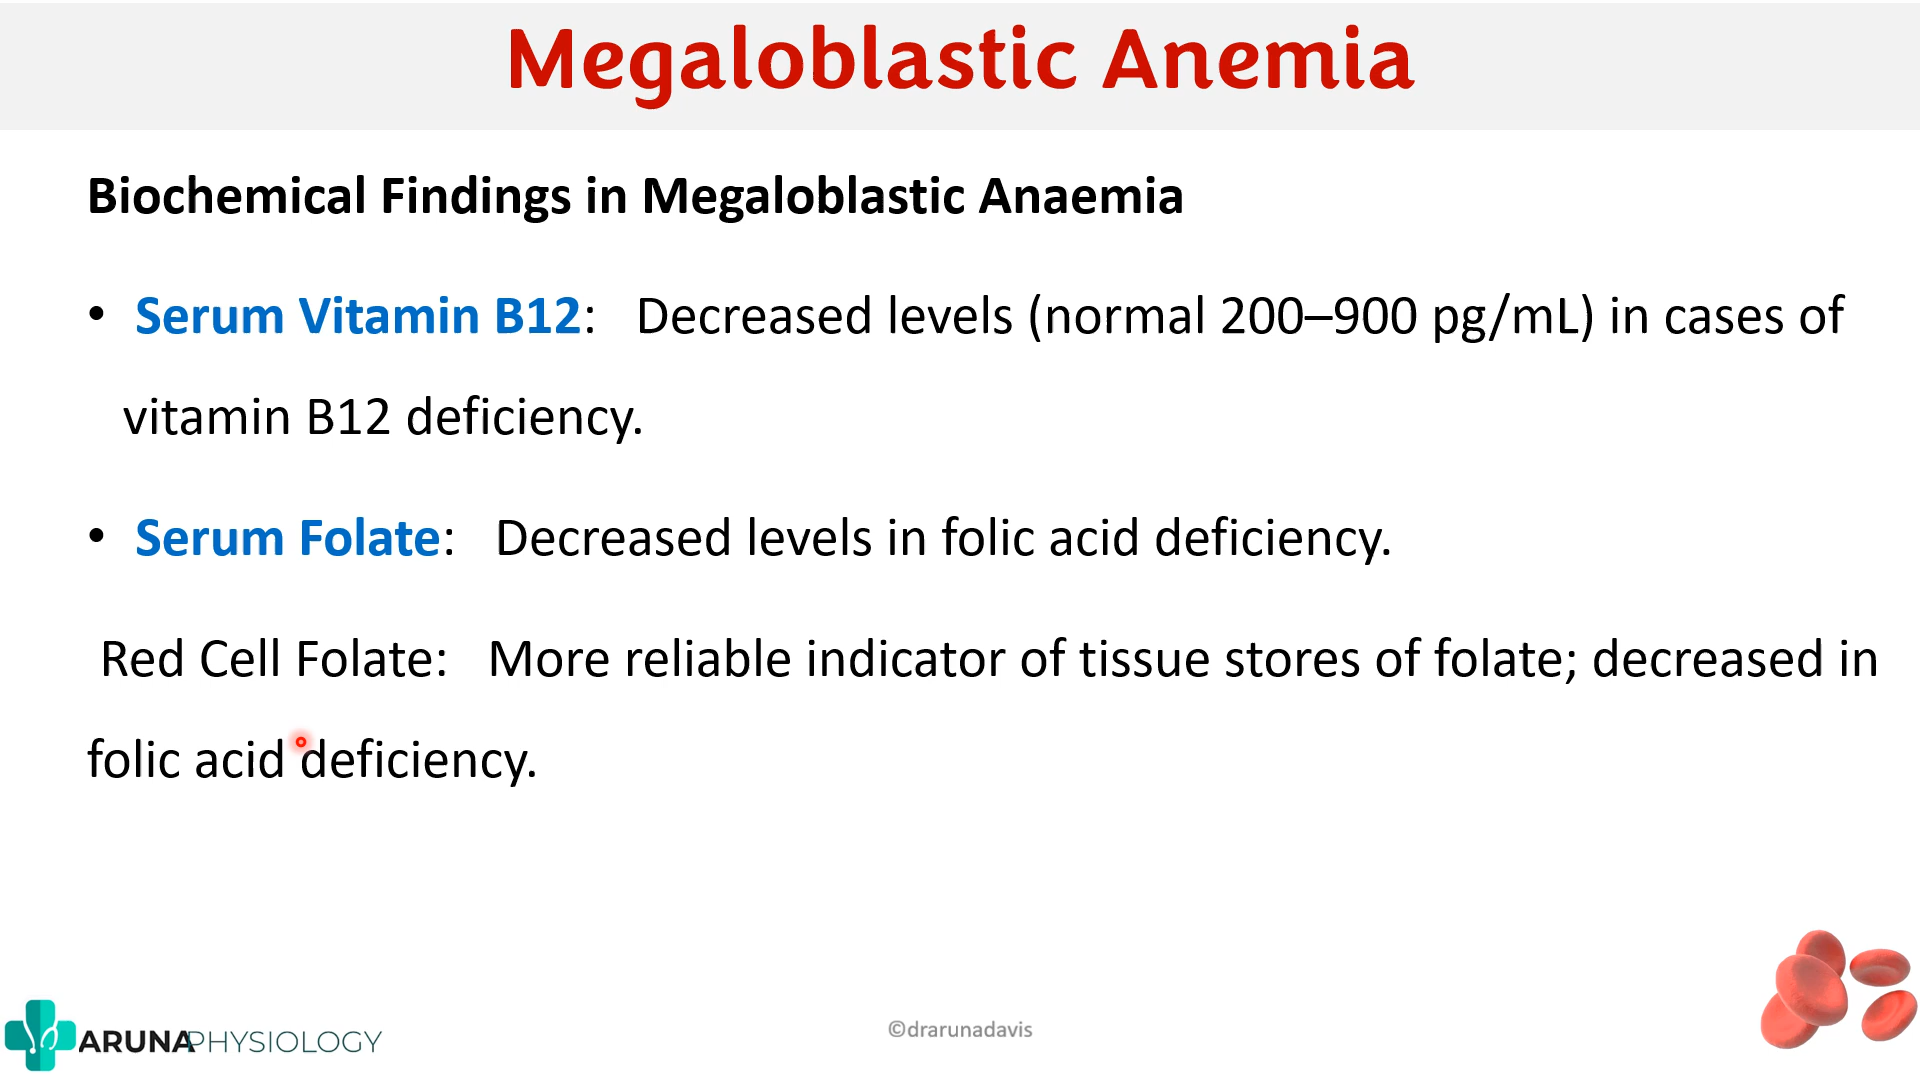 Megaloblastic Anemia
Biochemical Findings in Megaloblastic Anaemia
• Serum Vitamin B12: Decreased levels (normal 200–900 pg/mL) in cases of
vitamin B12 deficiency.
• Serum Folate: Decreased levels in folic acid deficiency.
Red Cell Folate: More reliable indicator of tissue stores of folate; decreased in
folic acid deficiency.
ARUNAPHYSIOLOGY
©drarunadavis